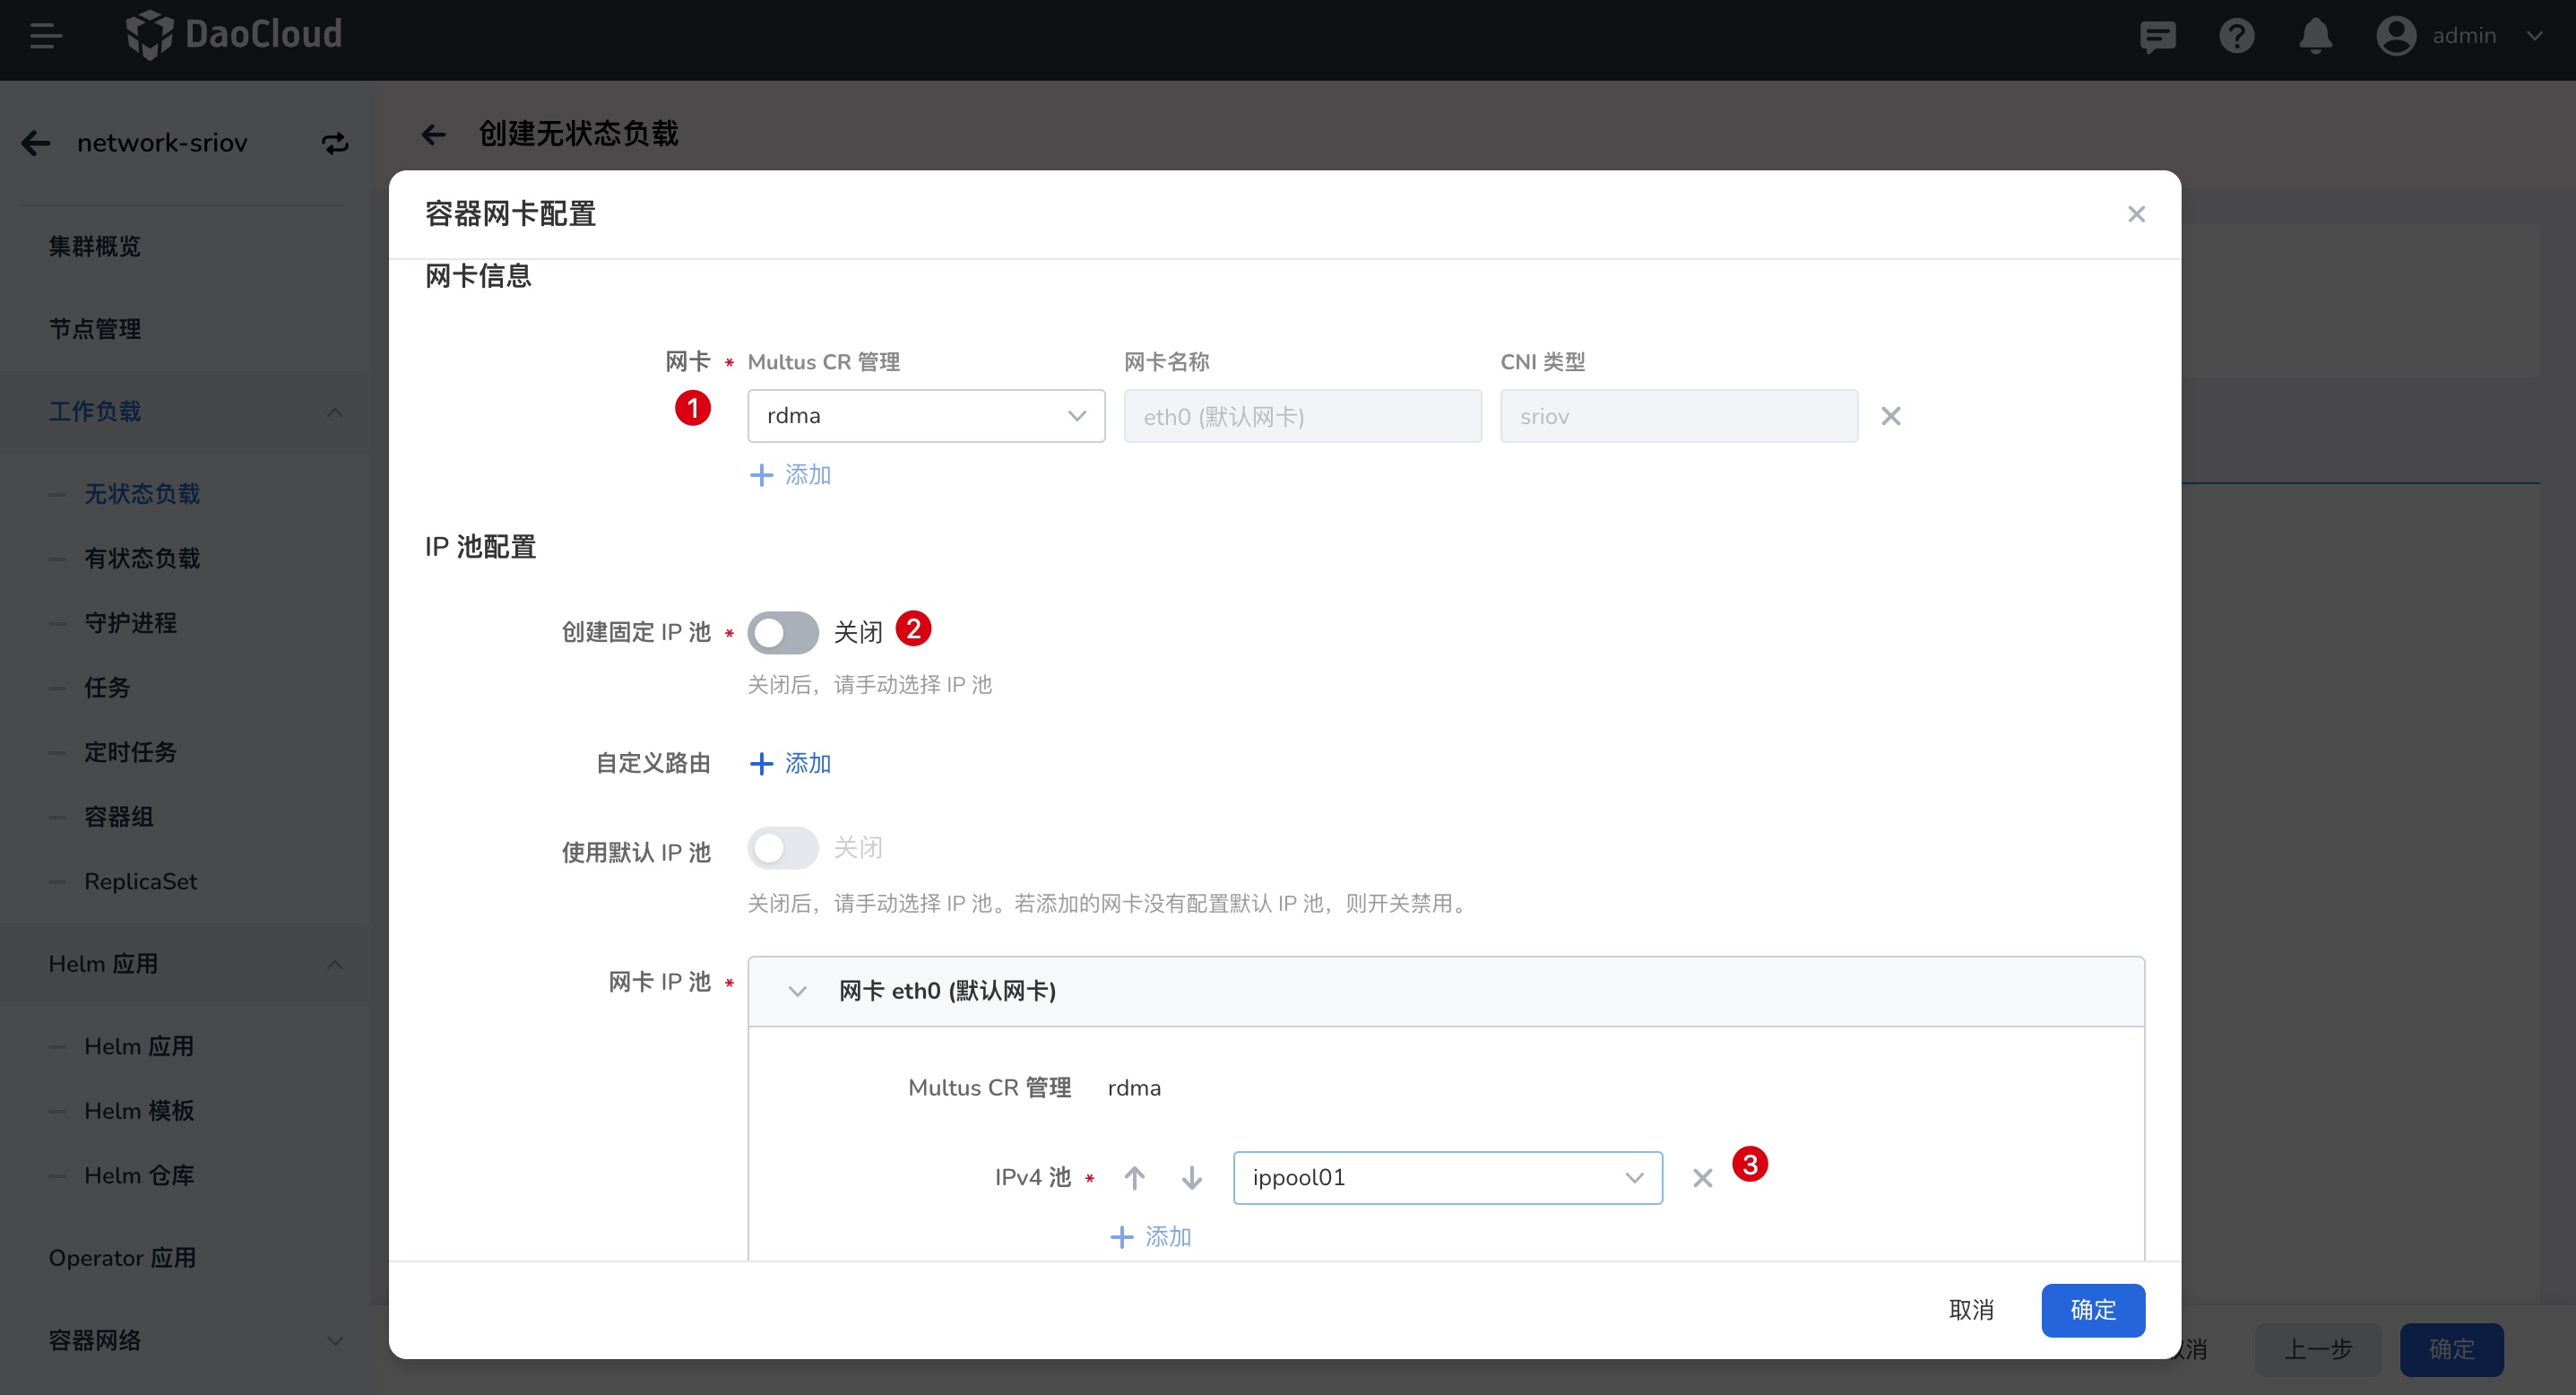 DaoCloud
admin
network-sriov
集群概览
节点管理
工作负载
无状态负载
有状态负载
守护进程
任务
定时任务
容器组
ReplicaSet
Helm 应用
Helm 应用
Helm 模板
Helm 仓库
Operator 应用
容器网络
创建无状态负载
容器网卡配置
网卡信息
网卡 * Multus CR 管理 网卡名称 CNI 类型
1 rdma eth0 (默认网卡) sriov
添加
IP 池配置
创建固定 IP 池 * 关闭 2
关闭后，请手动选择 IP 池
自定义路由 添加
使用默认 IP 池 关闭
关闭后，请手动选择 IP 池。若添加的网卡没有配置默认 IP 池，则开关禁用。
网卡 IP 池 * 网卡 eth0 (默认网卡)
Multus CR 管理 rdma
IPv4 池 * ippool01 3
添加
取消 确定
消 上一步 确定